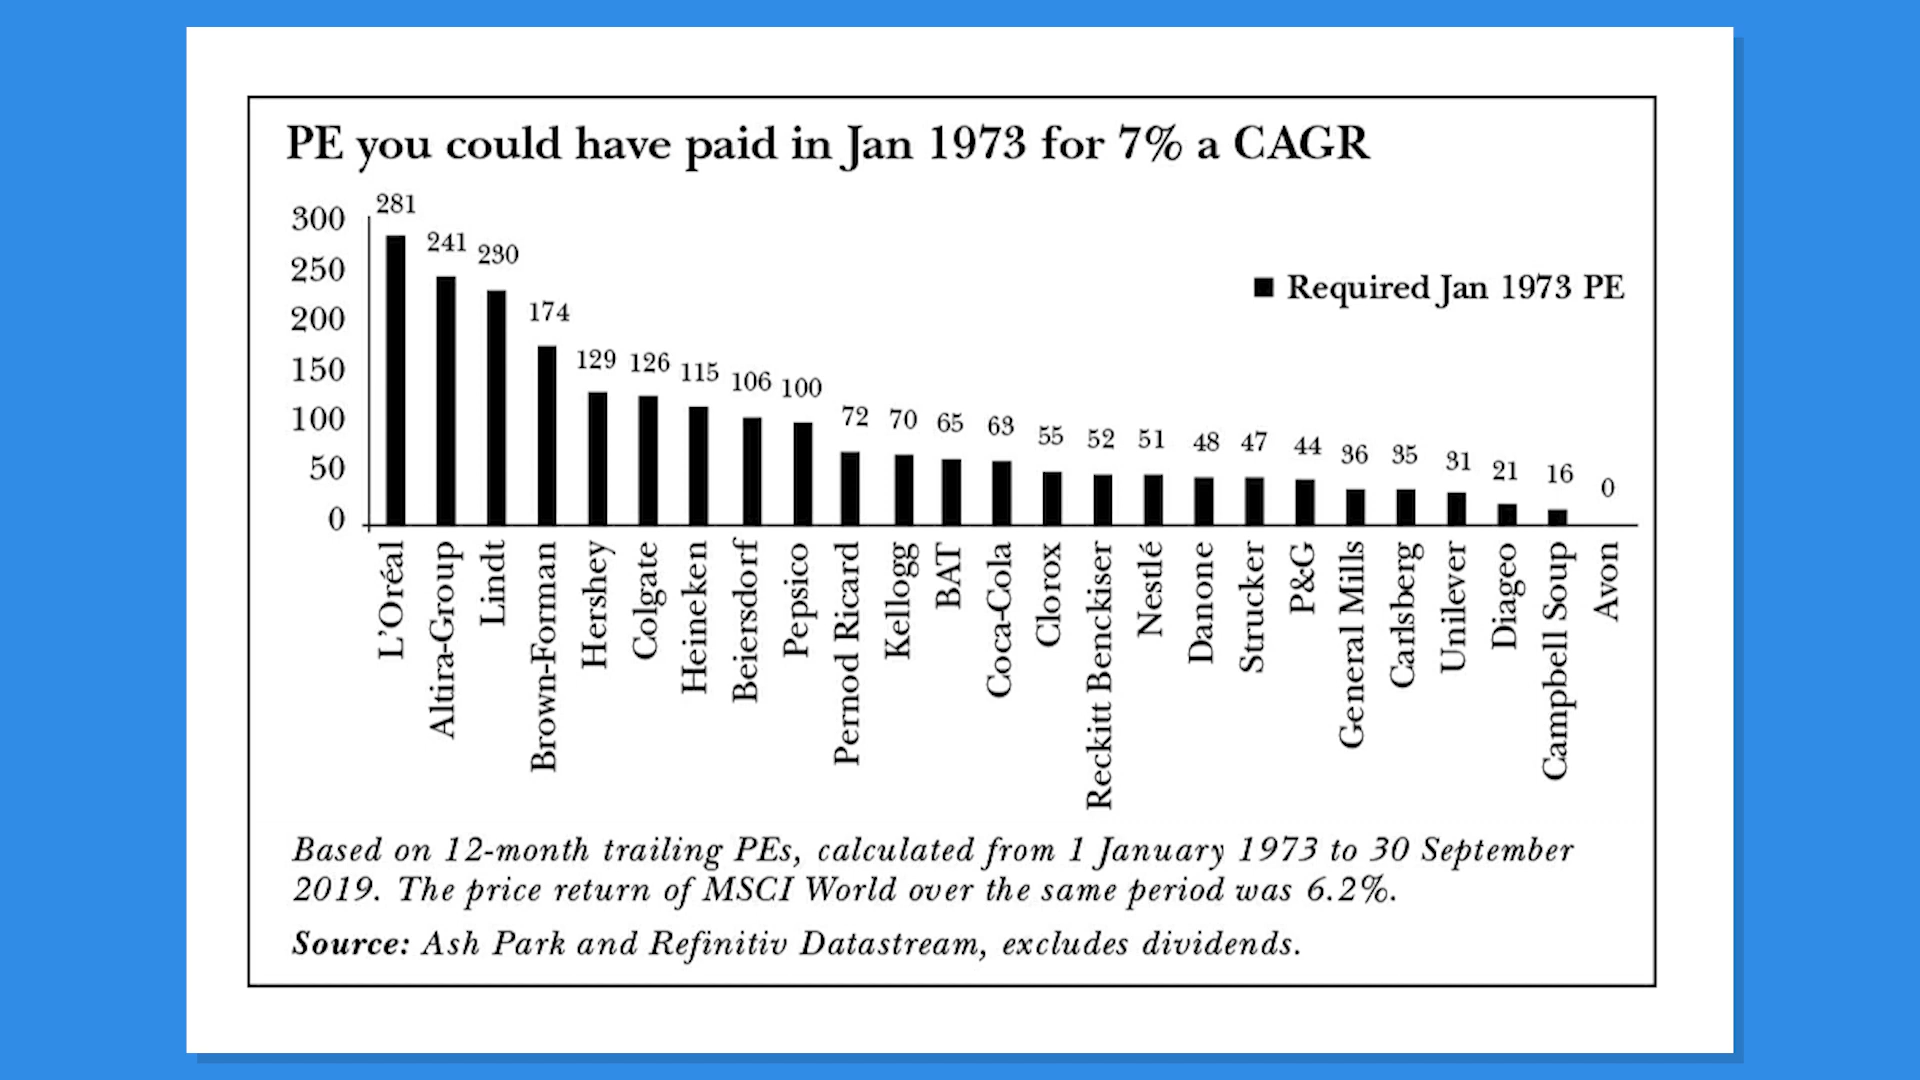 PE you could have paid in Jan 1973 for 7% a CAGR
300
250
200
150
100
50
0
281
241
230
174
129
126
115
106
100
72
70
65
63
55
52
51
48
47
44
36
35
31
21
16
0
Required Jan 1973 PE
L'Oréal
Altira-Group
Lindt
Brown-Forman
Hershey
Colgate
Heineken
Beiersdorf
Pepsico
Pernod Ricard
Kellogg
BAT
Coca-Cola
Clorox
Reckitt Benckiser
Nestlé
Danone
Strucker
P&G
General Mills
Carlsberg
Unilever
Diageo
Campbell Soup
Avon
Based on 12-month trailing PEs, calculated from 1 January 1973 to 30 September
2019. The price return of MSCI World over the same period was 6.2%.
Source: Ash Park and Refinitiv Datastream, excludes dividends.